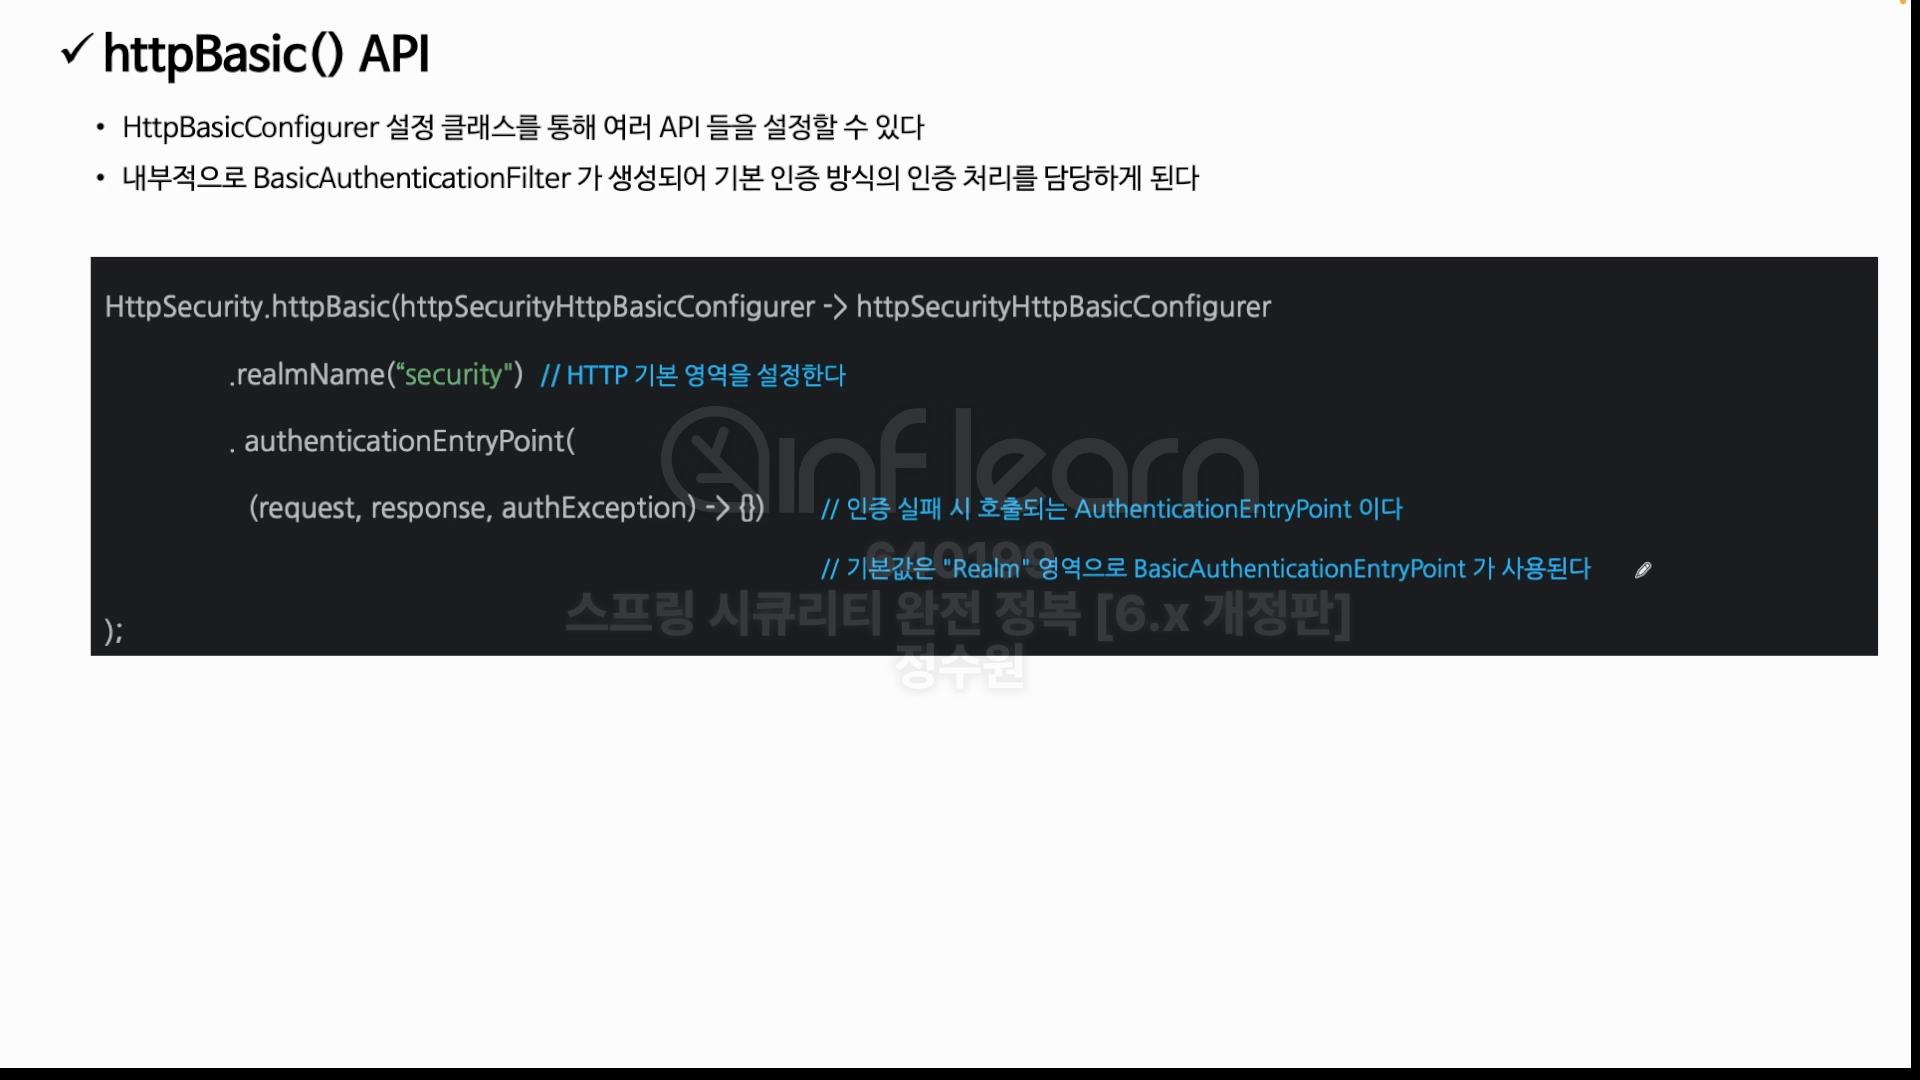 ✓ httpBasic() API
• HttpBasicConfigurer 설정 클래스를 통해 여러 API 들을 설정할 수 있다
• 내부적으로 BasicAuthenticationFilter 가 생성되어 기본 인증 방식의 인증 처리를 담당하게 된다
HttpSecurity.httpBasic(httpSecurityHttpBasicConfigurer -> httpSecurityHttpBasicConfigurer
.realmName(“security") // HTTP 기본 영역을 설정한다
. authenticationEntryPoint(
(request, response, authException) -> {}) // 인증 실패 시 호출되는 AuthenticationEntryPoint 이다
// 기본값은 "Realm" 영역으로 BasicAuthenticationEntryPoint 가 사용된다
);
inflearn
640199
스프링 시큐리티 완전 정복 [6.x 개정판]
정수원